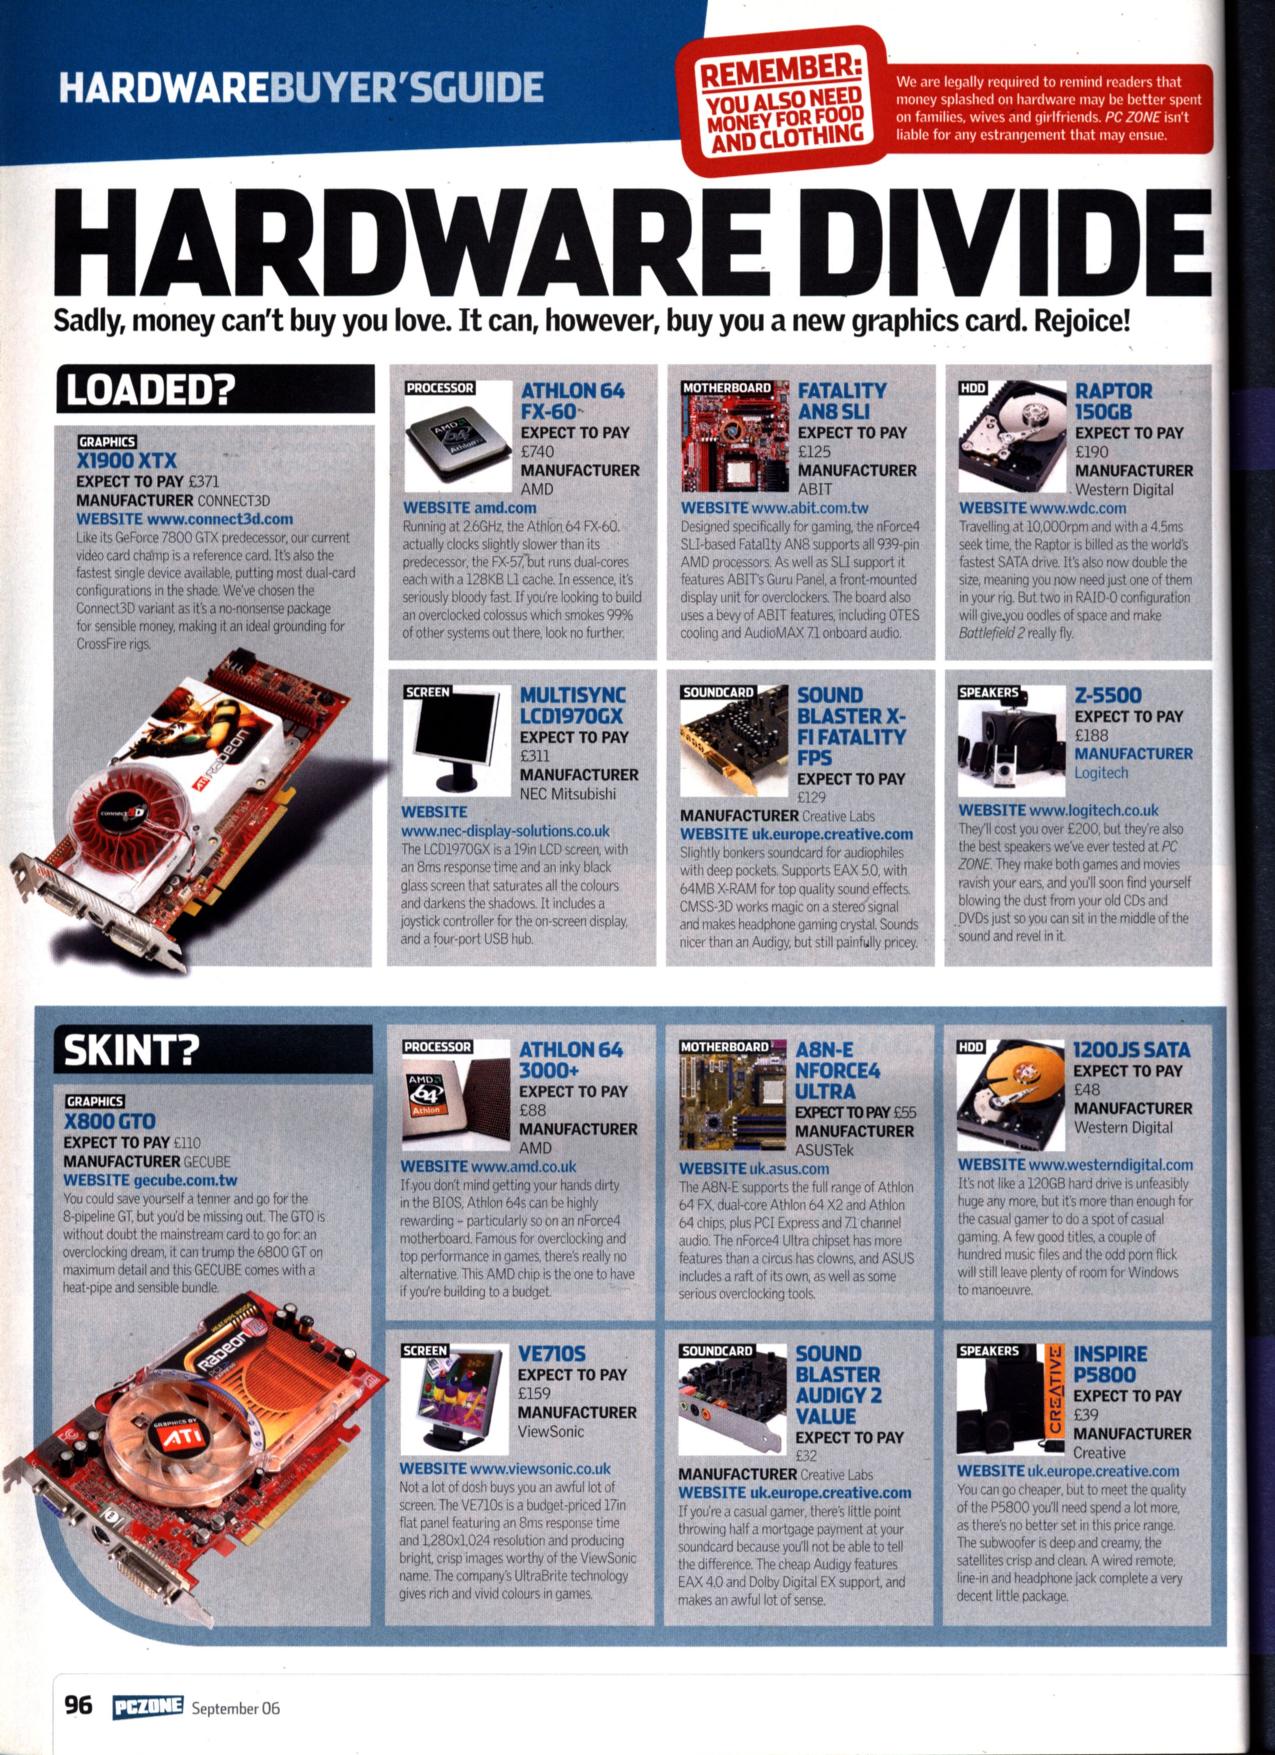 HARDWAREBUYER'SGUIDE
REMEMBER:
YOU ALSO NEED
MONEY FOR FOOD
AND CLOTHING
We are legally required to remind readers that
money splashed on hardware may be better spent
on families, wives and girlfriends. PC ZONE isn't
liable for any estrangement that may ensue.
HARDWARE DIVIDE
Sadly, money can't buy you love. It can, however, buy you a new graphics card. Rejoice!
LOADED?
GRAPHICS
X1900 XTX
EXPECT TO PAY £371
MANUFACTURER CONNECT3D
WEBSITE www.connect3d.com
Like its GeForce 7800 GTX predecessor, our current
video card champ is a reference card. It's also the
fastest single device available, putting most dual-card
configurations in the shade. We've chosen the
Connect3D variant as it's a no-nonsense package
for sensible money, making it an ideal grounding for
CrossFire rigs.
ATI RADEON
CONNECT3D
PROCESSOR
AMD
64
Athlon
ATHLON 64
FX-60
EXPECT TO PAY
£740
MANUFACTURER
AMD
WEBSITE amd.com
Running at 2.6GHz, the Athlon 64 FX-60,
actually clocks slightly slower than its
predecessor, the FX-57, but runs dual-cores
each with a 128KB L1 cache. In essence, it's
seriously bloody fast. If you're looking to build
an overclocked colossus which smokes 99%
of other systems out there, look no further.
MOTHERBOARD
FATAL1TY
AN8 SLI
EXPECT TO PAY
£125
MANUFACTURER
ABIT
WEBSITE www.abit.com.tw
Designed specifically for gaming, the nForce4
SLI-based Fatal1ty AN8 supports all 939-pin
AMD processors. As well as SLI support it
features ABIT's Guru Panel, a front-mounted
display unit for overclockers. The board also
uses a bevy of ABIT features, including OTES
cooling and AudioMAX 7.1 onboard audio.
HDD
RAPTOR
150GB
EXPECT TO PAY
£190
MANUFACTURER
Western Digital
WEBSITE www.wdc.com
Travelling at 10,000rpm and with a 4.5ms
seek time, the Raptor is billed as the world's
fastest SATA drive. It's also now double the
size, meaning you now need just one of them
in your rig. But two in RAID-0 configuration
will give you oodles of space and make
Battlefield 2 really fly.
SCREEN
MULTISYNC
LCD1970GX
EXPECT TO PAY
£311
MANUFACTURER
NEC Mitsubishi
WEBSITE
www.nec-display-solutions.co.uk
The LCD1970GX is a 19in LCD screen, with
an 8ms response time and an inky black
glass screen that saturates all the colours
and darkens the shadows. It includes a
joystick controller for the on-screen display,
and a four-port USB hub.
SOUNDCARD
SOUND
BLASTER X-
FI FATAL1TY
FPS
EXPECT TO PAY
£129
MANUFACTURER Creative Labs
WEBSITE uk.europe.creative.com
Slightly bonkers soundcard for audiophiles
with deep pockets. Supports EAX 5.0, with
64MB X-RAM for top quality sound effects.
CMSS-3D works magic on a stereo signal
and makes headphone gaming crystal. Sounds
nicer than an Audigy, but still painfully pricey.
SPEAKERS
Z-5500
EXPECT TO PAY
£188
MANUFACTURER
Logitech
WEBSITE www.logitech.co.uk
They'll cost you over £200, but they're also
the best speakers we've ever tested at PC
ZONE. They make both games and movies
ravish your ears, and you'll soon find yourself
blowing the dust from your old CDs and
DVDs just so you can sit in the middle of the
sound and revel in it.
SKINT?
GRAPHICS
X800 GTO
EXPECT TO PAY £110
MANUFACTURER GECUBE
WEBSITE gecube.com.tw
You could save yourself a tenner and go for the
8-pipeline GT, but you'd be missing out. The GTO is
without doubt the mainstream card to go for: an
overclocking dream, it can trump the 6800 GT on
maximum detail and this GECUBE comes with a
heat-pipe and sensible bundle.
RADEON
GRAPHICS BY
ATI
PROCESSOR
AMD
64
Athlon
ATHLON 64
3000+
EXPECT TO PAY
£88
MANUFACTURER
AMD
WEBSITE www.amd.co.uk
If you don't mind getting your hands dirty
in the BIOS, Athlon 64s can be highly
rewarding – particularly so on an nForce4
motherboard. Famous for overclocking and
top performance in games, there's really no
alternative. This AMD chip is the one to have
if you're building to a budget.
MOTHERBOARD
A8N-E
NFORCE4
ULTRA
EXPECT TO PAY £55
MANUFACTURER
ASUSTek
WEBSITE uk.asus.com
The A8N-E supports the full range of Athlon
64 FX, dual-core Athlon 64 X2 and Athlon
64 chips, plus PCI Express and 7.1 channel
audio. The nForce4 Ultra chipset has more
features than a circus has clowns, and ASUS
includes a raft of its own, as well as some
serious overclocking tools.
HDD
1200JS SATA
EXPECT TO PAY
£48
MANUFACTURER
Western Digital
WEBSITE www.westerndigital.com
It's not like a 120GB hard drive is unfeasibly
huge any more, but it's more than enough for
the casual gamer to do a spot of casual
gaming. A few good titles, a couple of
hundred music files and the odd porn flick
will still leave plenty of room for Windows
to manoeuvre.
SCREEN
VE710S
EXPECT TO PAY
£159
MANUFACTURER
ViewSonic
WEBSITE www.viewsonic.co.uk
Not a lot of dosh buys you an awful lot of
screen. The VE710s is a budget-priced 17in
flat panel featuring an 8ms response time
and 1,280x1,024 resolution and producing
bright, crisp images worthy of the ViewSonic
name. The company's UltraBrite technology
gives rich and vivid colours in games.
SOUNDCARD
SOUND
BLASTER
AUDIGY 2
VALUE
EXPECT TO PAY
£32
MANUFACTURER Creative Labs
WEBSITE uk.europe.creative.com
If you're a casual gamer, there's little point
throwing half a mortgage payment at your
soundcard because you'll not be able to tell
the difference. The cheap Audigy features
EAX 4.0 and Dolby Digital EX support, and
makes an awful lot of sense.
SPEAKERS
CREATIVE
INSPIRE
P5800
EXPECT TO PAY
£39
MANUFACTURER
Creative
WEBSITE uk.europe.creative.com
You can go cheaper, but to meet the quality
of the P5800 you'll need spend a lot more,
as there's no better set in this price range.
The subwoofer is deep and creamy, the
satellites crisp and clean. A wired remote,
line-in and headphone jack complete a very
decent little package.
96 PCZONE September 06